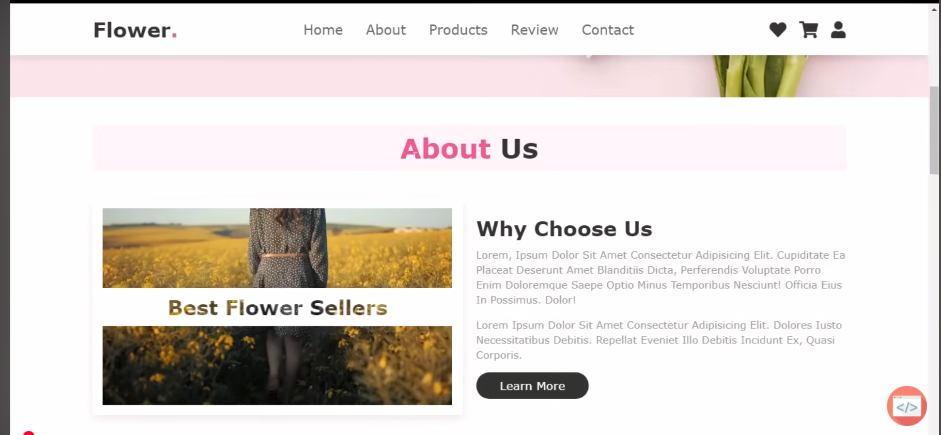 Flower.
Home About Products Review Contact
About Us
Best Flower Sellers
Why Choose Us
Lorem, Ipsum Dolor Sit Amet Consectetur Adipisicing Elit. Cupiditate Ea
Placeat Deserunt Amet Blanditiis Dicta, Perferendis Voluptate Porro
Enim Doloremque Saepe Optio Minus Temporibus Nesciunt! Officia Eius
In Possimus. Dolor!
Lorem Ipsum Dolor Sit Amet Consectetur Adipisicing Elit. Dolores Iusto
Necessitatibus Debitis. Repellat Eveniet Illo Debitis Incidunt Ex, Quasi
Corporis.
Learn More
</>